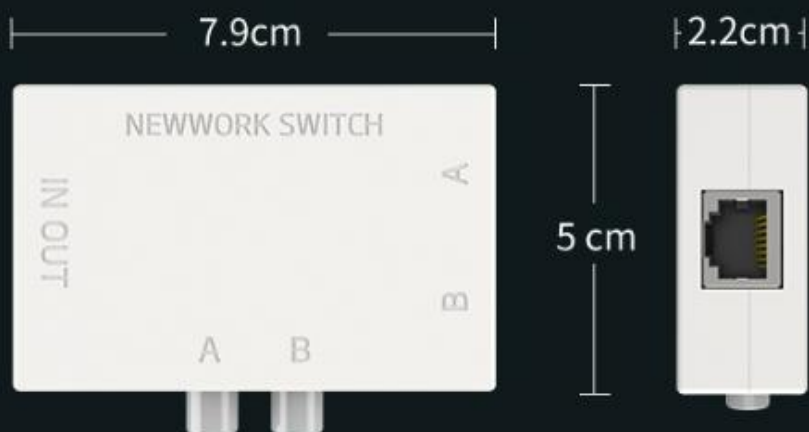 7.9cm
2.2cm
NEWWORK SWITCH
IN OUT
A
5 cm
B
A B